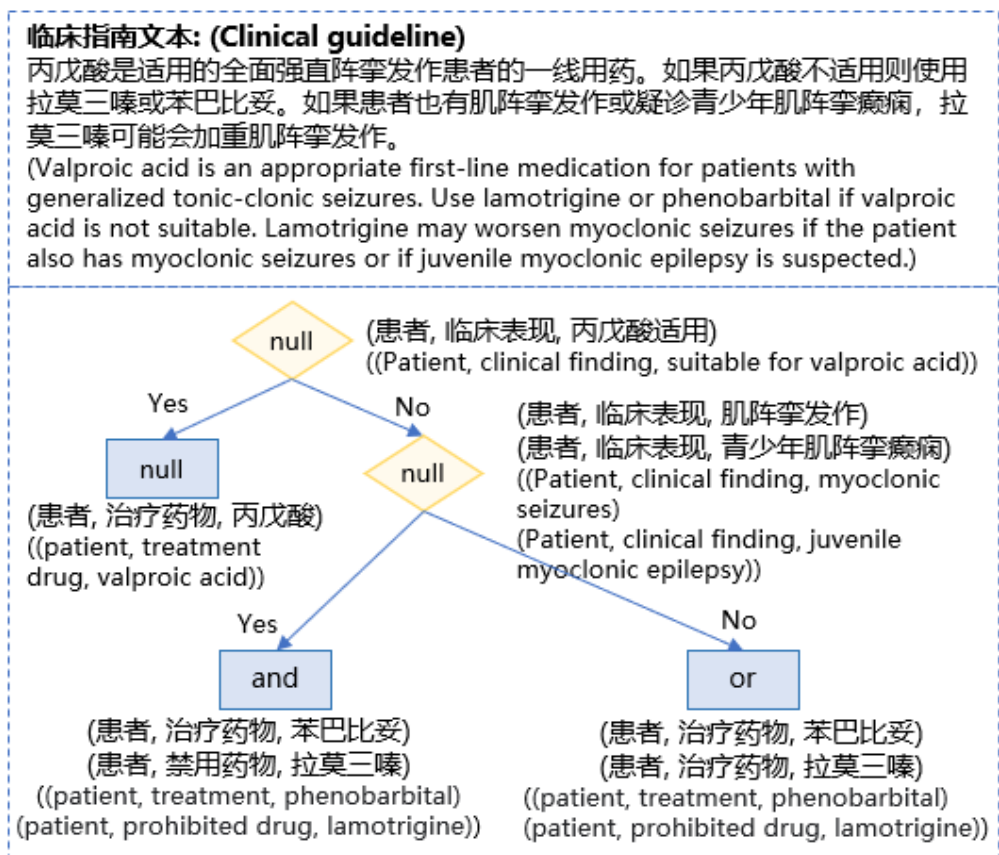 临床指南文本: (Clinical guideline)
丙戊酸是适用的全面强直阵挛发作患者的一线用药。如果丙戊酸不适用则使用
拉莫三嗪或苯巴比妥。如果患者也有肌阵挛发作或疑诊青少年肌阵挛癫痫，拉
莫三嗪可能会加重肌阵挛发作。
(Valproic acid is an appropriate first-line medication for patients with
generalized tonic-clonic seizures. Use lamotrigine or phenobarbital if valproic
acid is not suitable. Lamotrigine may worsen myoclonic seizures if the patient
also has myoclonic seizures or if juvenile myoclonic epilepsy is suspected.)
null
(患者, 临床表现, 丙戊酸适用)
((Patient, clinical finding, suitable for valproic acid))
Yes
No
null
(患者, 治疗药物, 丙戊酸)
((patient, treatment
drug, valproic acid))
null
(患者, 临床表现, 肌阵挛发作)
(患者, 临床表现, 青少年肌阵挛癫痫)
((Patient, clinical finding, myoclonic
seizures)
(Patient, clinical finding, juvenile
myoclonic epilepsy))
Yes
No
and
(患者, 治疗药物, 苯巴比妥)
(患者, 禁用药物, 拉莫三嗪)
((patient, treatment, phenobarbital)
(patient, prohibited drug, lamotrigine))
or
(患者, 治疗药物, 苯巴比妥)
(患者, 治疗药物, 拉莫三嗪)
((patient, treatment, phenobarbital)
(patient, prohibited drug, lamotrigine))